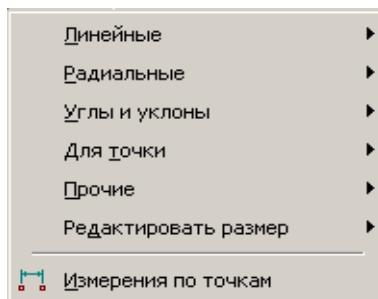 Линейные
Радиальные
Углы и уклоны
Для точки
Прочие
Редактировать размер
Измерения по точкам